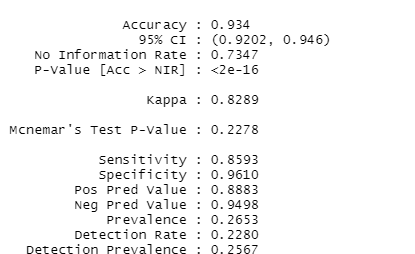 Accuracy : 0.934
95% CI : (0.9202, 0.946)
No Information Rate : 0.7347
P-Value [Acc > NIR] : <2e-16
Kappa : 0.8289
Mcnemar's Test P-Value : 0.2278
Sensitivity : 0.8593
Specificity : 0.9610
Pos Pred Value : 0.8883
Neg Pred Value : 0.9498
Prevalence : 0.2653
Detection Rate : 0.2280
Detection Prevalence : 0.2567